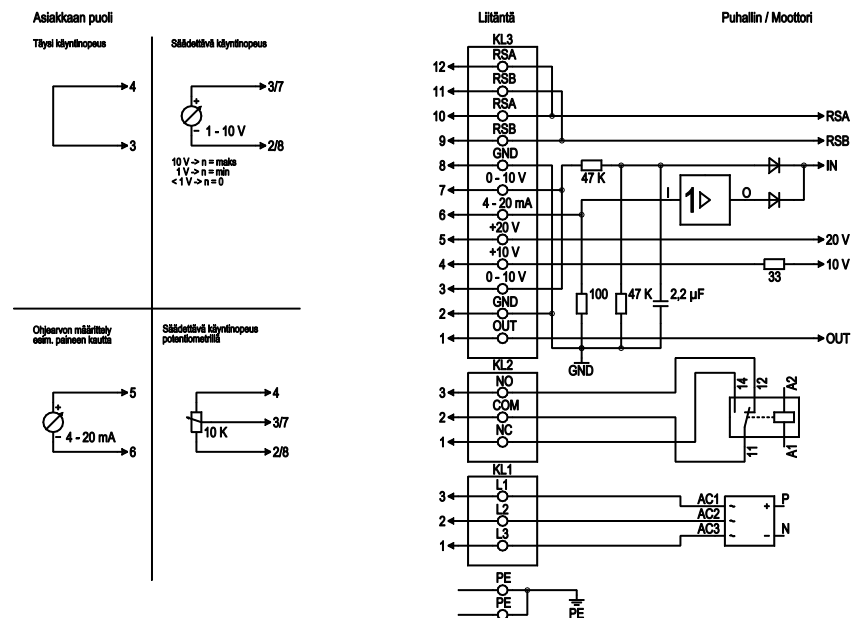 Asiakkaan puoli
Liitäntä
Puhallin / Moottori
Täysi käyntinopeus
4
3
Säädettävä käyntinopeus
3/7
+
1 - 10 V
–
2/8
10 V -> n = maks
1 V -> n = min
< 1 V -> n = 0
Ohjearvon määrittely
esim. paineen kautta
5
+
4 - 20 mA
–
6
Säädettävä käyntinopeus
potentiometrillä
4
3/7
10 K
2/8
KL3
RSA
12
RSB
11
RSA
10
RSA
RSB
9
RSB
GND
8
IN
47 K
0 - 10 V
7
4 - 20 mA
6
I
1
O
+20 V
5
20 V
+10 V
4
10 V
33
0 - 10 V
3
100
47 K
2,2 µF
GND
2
OUT
1
OUT
GND
KL2
NO
3
COM
2
NC
1
14
12
A2
11
A1
KL1
L1
3
AC1
~
+
P
L2
2
AC2
~
L3
1
AC3
~
–
N
PE
PE
PE